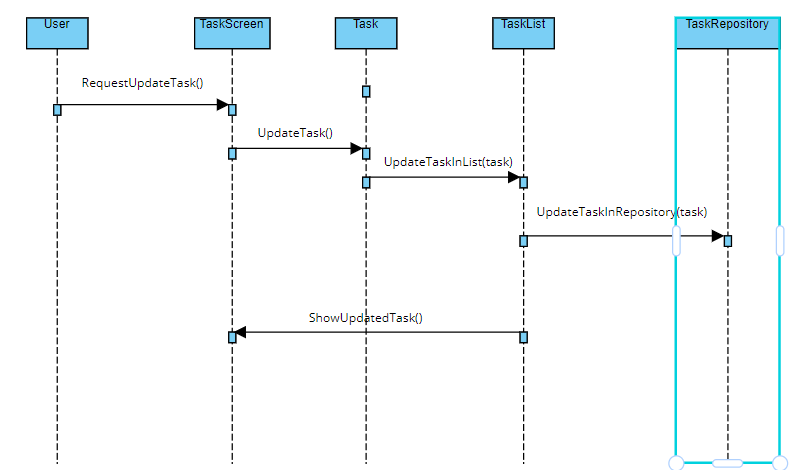 User
TaskScreen
Task
TaskList
TaskRepository
RequestUpdateTask()
UpdateTask()
UpdateTaskInList(task)
UpdateTaskInRepository(task)
ShowUpdatedTask()